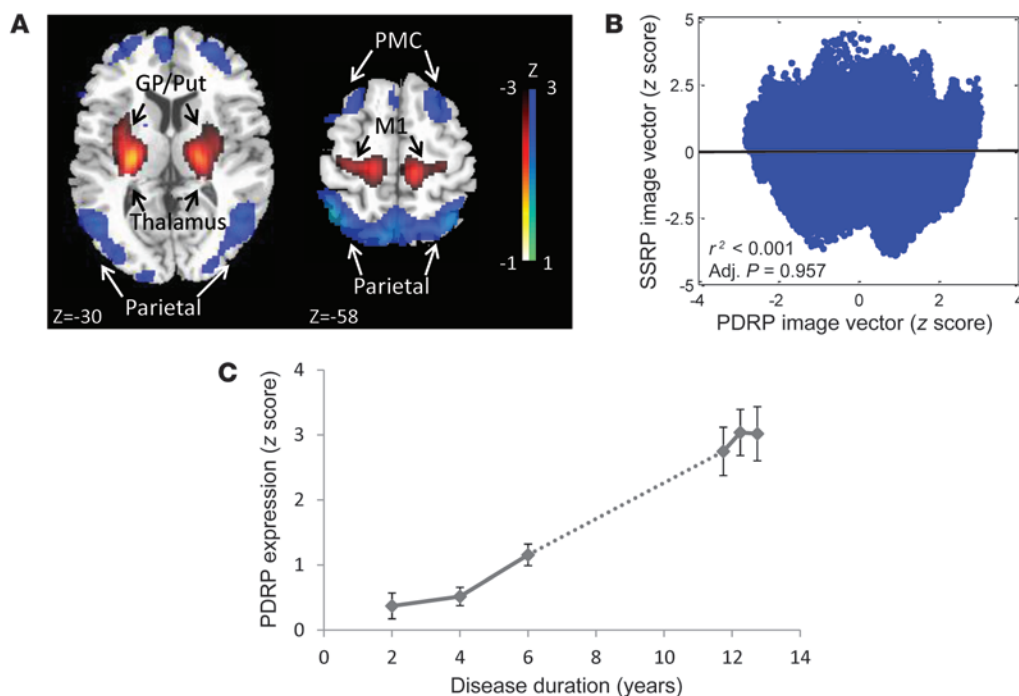 A
PMC
GP/Put
M1
Thalamus
Parietal
Parietal
Z=-30
Z=-58
Z
-3 3
-1 1
B
SSRP image vector (z score)
5
2.5
0
-2.5
-5
r² < 0.001
Adj. P = 0.957
-4 -2 0 2 4
PDRP image vector (z score)
C
PDRP expression (z score)
4
3
2
1
0
0 2 4 6 8 10 12 14
Disease duration (years)